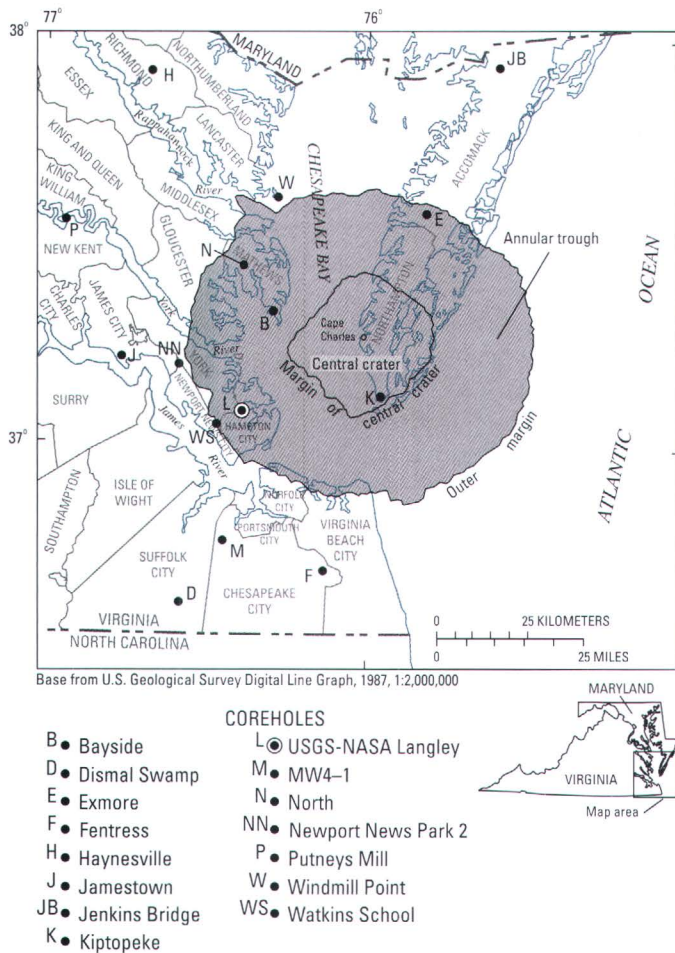 77°
76°
38°
MARYLAND
RICHMOND
NORTHUMBERLAND
H
JB
ESSEX
Rappahannock
LANCASTER
ACCOMACK
KING AND QUEEN
CHESAPEAKE BAY
River
W
KING WILLIAM
MIDDLESEX
P
E
NEW KENT
GLOUCESTER
Annular trough
OCEAN
N
MATHEWS
NORTHAMPTON
CHARLES CITY
JAMES CITY
York
B
Cape Charles
J
NN
YORK
River
Central crater
NEWPORT NEWS CITY
Margin of central crater
K
SURRY
James
L
HAMPTON CITY
WS
37°
River
Outer margin
ATLANTIC
ISLE OF WIGHT
NORFOLK CITY
SOUTHAMPTON
PORTSMOUTH CITY
VIRGINIA BEACH CITY
M
SUFFOLK CITY
F
CHESAPEAKE CITY
D
0 25 KILOMETERS
VIRGINIA
NORTH CAROLINA
0 25 MILES
Base from U.S. Geological Survey Digital Line Graph, 1987, 1:2,000,000
MARYLAND
VIRGINIA
Map area
COREHOLES
B Bayside
D Dismal Swamp
E Exmore
F Fentress
H Haynesville
J Jamestown
JB Jenkins Bridge
K Kiptopeke
L USGS-NASA Langley
M MW4–1
N North
NN Newport News Park 2
P Putneys Mill
W Windmill Point
WS Watkins School